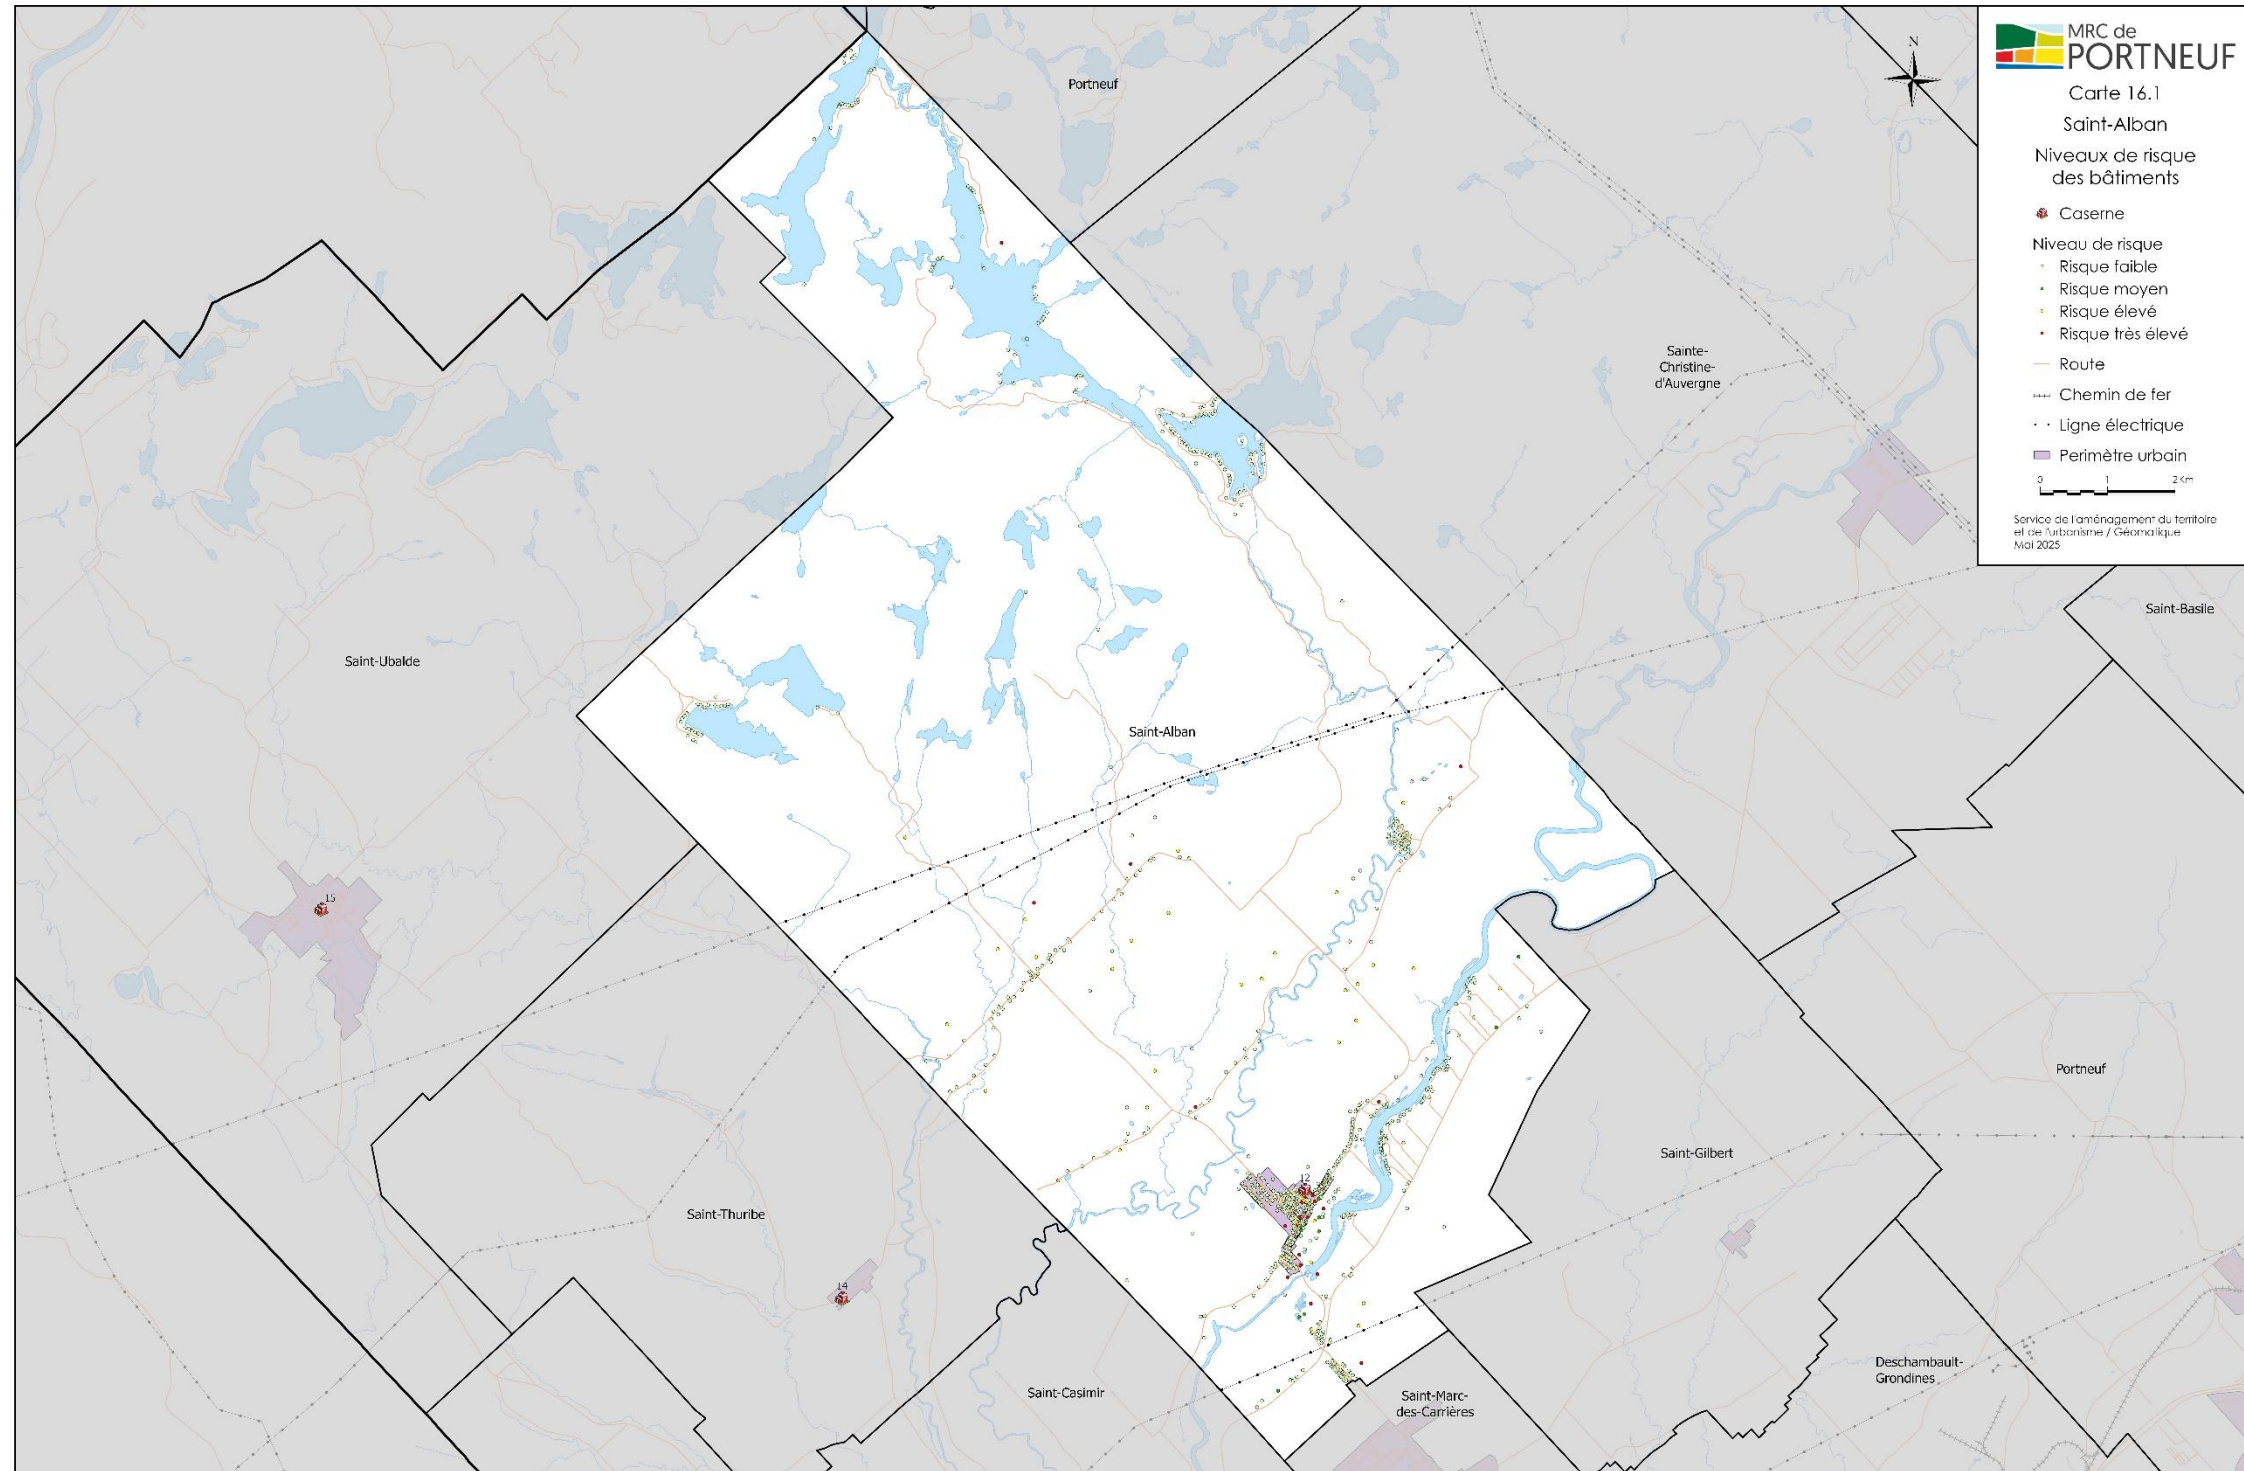 MRC de
PORTNEUF
Carte 16.1
Saint-Alban
Niveaux de risque
des bâtiments
Caserne
Niveau de risque
Risque faible
Risque moyen
Risque élevé
Risque très élevé
Route
Chemin de fer
Ligne électrique
Perimètre urbain
0 1 2 Km
Service de l'aménagement du territoire
et de l'urbanisme / Géomatique
Mai 2025
N
Portneuf
Sainte-
Christine-
d'Auvergne
Saint-Basile
Saint-Ubalde
Saint-Alban
15
Portneuf
Saint-Gilbert
12
Saint-Thuribe
14
Saint-Casimir
Saint-Marc-
des-Carrières
Deschambault-
Grondines